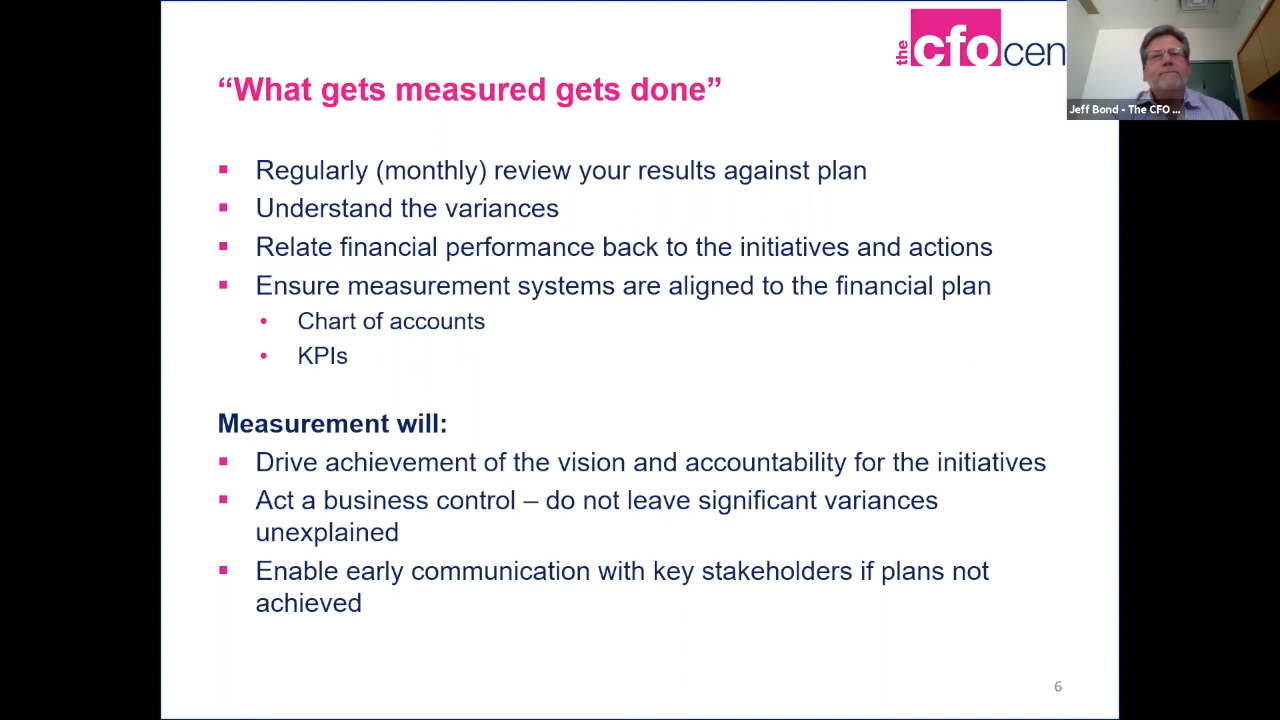 the cfo cen
Jeff Bond - The CFO ...
“What gets measured gets done”
▪ Regularly (monthly) review your results against plan
▪ Understand the variances
▪ Relate financial performance back to the initiatives and actions
▪ Ensure measurement systems are aligned to the financial plan
• Chart of accounts
• KPIs
Measurement will:
▪ Drive achievement of the vision and accountability for the initiatives
▪ Act a business control – do not leave significant variances
unexplained
▪ Enable early communication with key stakeholders if plans not
achieved
6